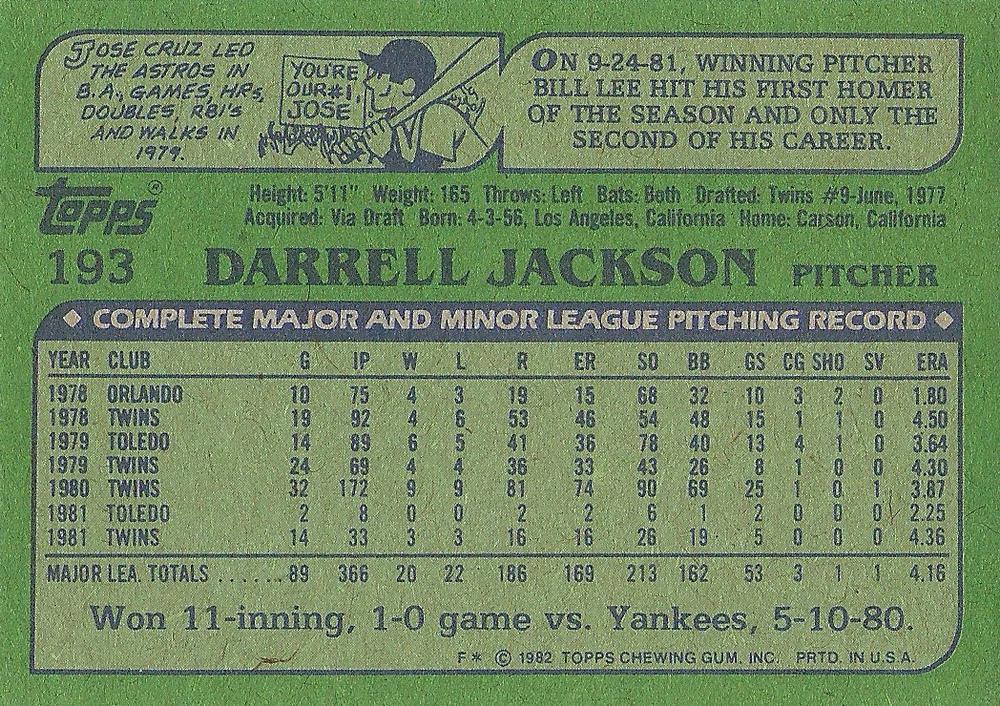 JOSE CRUZ LED
THE ASTROS IN
B.A., GAMES, HRs,
DOUBLES, RBI'S
AND WALKS IN
1979.
YOU'RE
OUR #1,
JOSE
ON 9-24-81, WINNING PITCHER
BILL LEE HIT HIS FIRST HOMER
OF THE SEASON AND ONLY THE
SECOND OF HIS CAREER.
topps®
Height: 5'11" Weight: 165 Throws: Left Bats: Both Drafted: Twins #9-June, 1977
Acquired: Via Draft Born: 4-3-56, Los Angeles, California Home: Carson, California
193 DARRELL JACKSON PITCHER
◆ COMPLETE MAJOR AND MINOR LEAGUE PITCHING RECORD ◆
YEAR CLUB G IP W L R ER SO BB GS CG SHO SV ERA
1978 ORLANDO 10 75 4 3 19 15 68 32 10 3 2 0 1.80
1978 TWINS 19 92 4 6 53 46 54 48 15 1 1 0 4.50
1979 TOLEDO 14 89 6 5 41 36 78 40 13 4 1 0 3.64
1979 TWINS 24 69 4 4 36 33 43 26 8 1 0 0 4.30
1980 TWINS 32 172 9 9 81 74 90 69 25 1 0 1 3.87
1981 TOLEDO 2 8 0 0 2 2 6 1 2 0 0 0 2.25
1981 TWINS 14 33 3 3 16 16 26 19 5 0 0 0 4.36
MAJOR LEA. TOTALS ...... 89 366 20 22 186 169 213 162 53 3 1 1 4.16
Won 11-inning, 1-0 game vs. Yankees, 5-10-80.
F* © 1982 TOPPS CHEWING GUM, INC. PRTD. IN U.S.A.